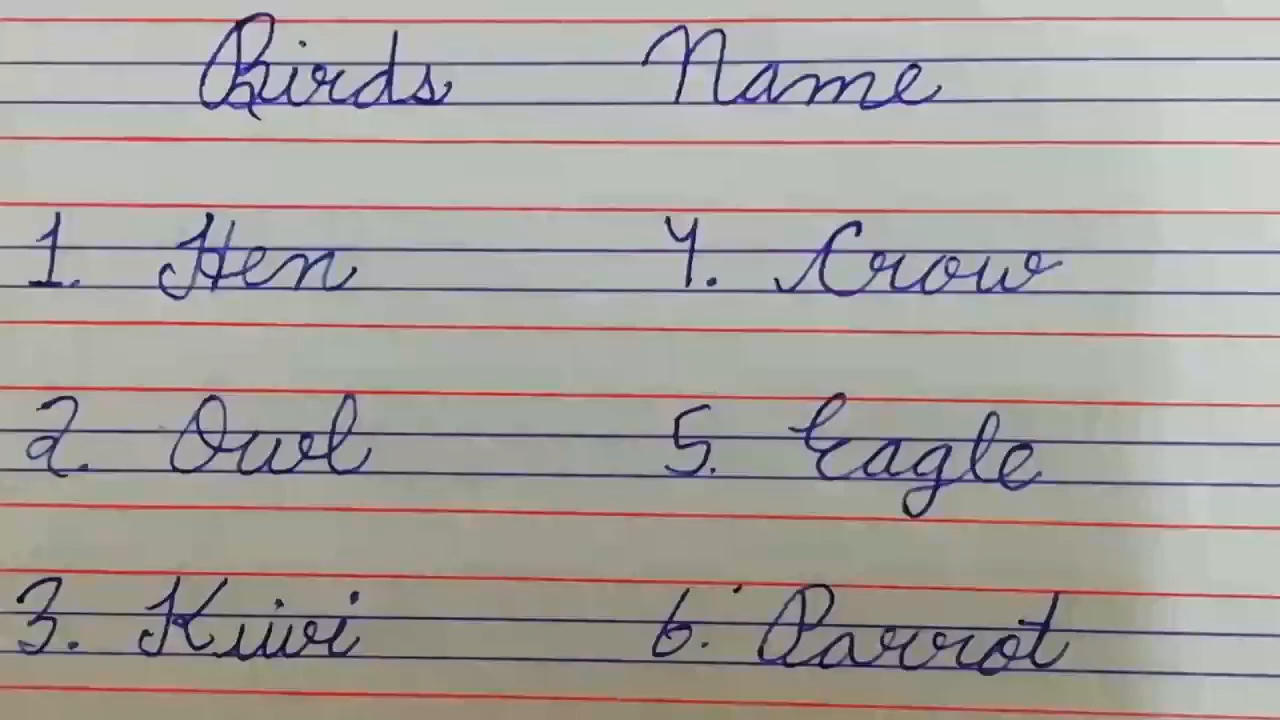 Birds Name
1. Hen 4. Crow
2. Owl 5. Eagle
3. Kiwi 6. Parrot